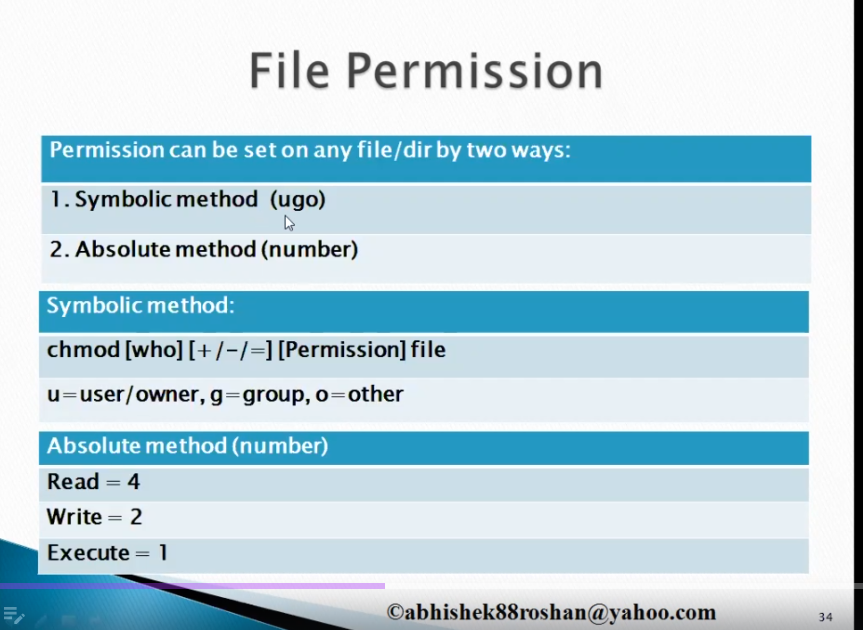 File Permission
Permission can be set on any file/dir by two ways:
1. Symbolic method (ugo)
2. Absolute method (number)
Symbolic method:
chmod [who] [+/-/=] [Permission] file
u=user/owner, g=group, o=other
Absolute method (number)
Read = 4
Write = 2
Execute = 1
©abhishek88roshan@yahoo.com
34